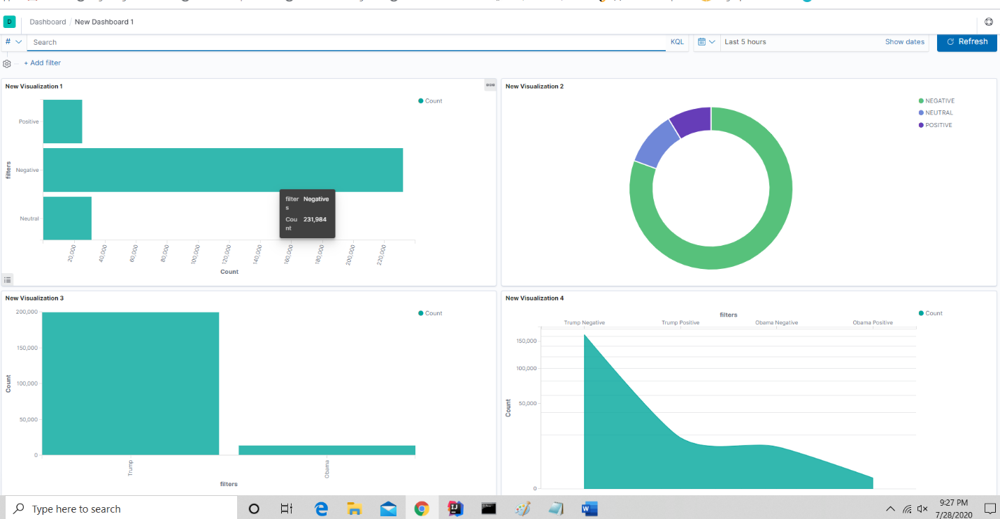 D Dashboard / New Dashboard 1
# Search KQL Last 5 hours Show dates Refresh
+ Add filter
New Visualization 1
Count
Positive
Negative
Neutral
filters
filter Negative
s
Cou 231,984
nt
20,000 40,000 60,000 80,000 100,000 120,000 140,000 160,000 180,000 200,000 220,000
Count
New Visualization 2
NEGATIVE
NEUTRAL
POSITIVE
New Visualization 3
Count
200,000
150,000
100,000
50,000
0
Count
Trump Obama
filters
New Visualization 4
filters
Count
Trump Negative Trump Positive Obama Negative Obama Positive
150,000
100,000
50,000
0
Count
Type here to search
9:27 PM
7/28/2020